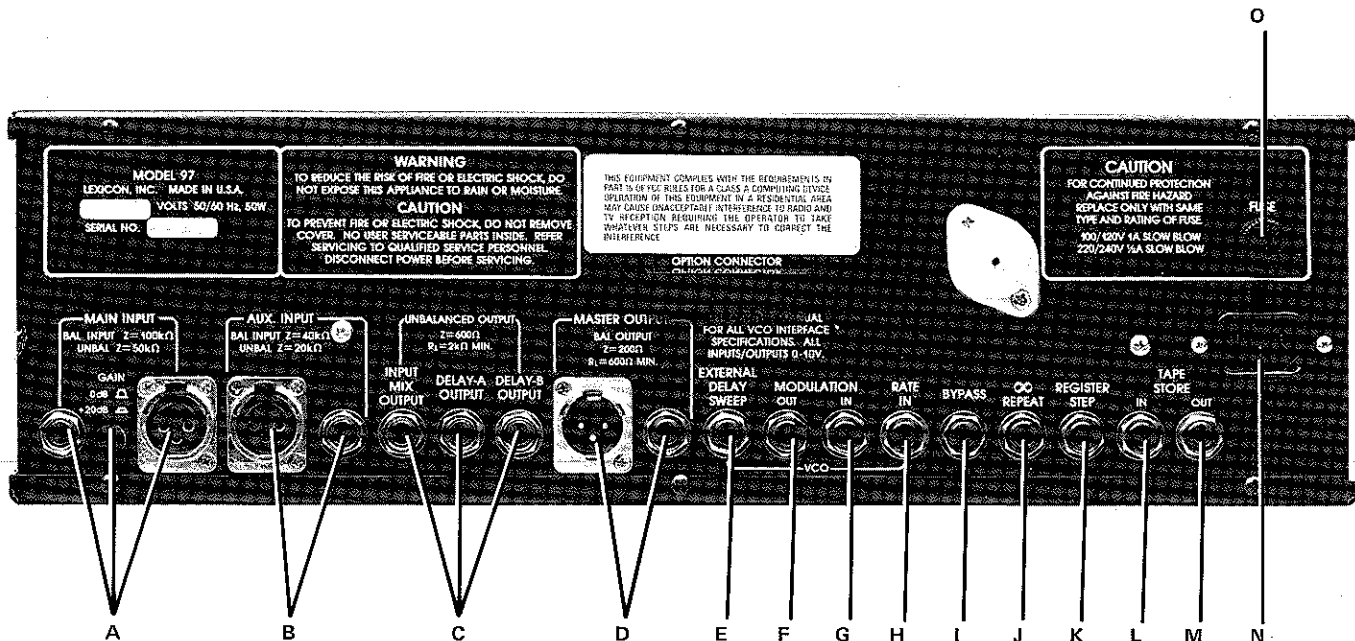 O
MODEL 97
LEXICON, INC. MADE IN U.S.A.
VOLTS 50/60 Hz, 50W
SERIAL NO.
WARNING
TO REDUCE THE RISK OF FIRE OR ELECTRIC SHOCK, DO
NOT EXPOSE THIS APPLIANCE TO RAIN OR MOISTURE.
CAUTION
TO PREVENT FIRE OR ELECTRIC SHOCK, DO NOT REMOVE
COVER. NO USER SERVICEABLE PARTS INSIDE. REFER
SERVICING TO QUALIFIED SERVICE PERSONNEL.
DISCONNECT POWER BEFORE SERVICING.
THIS EQUIPMENT COMPLIES WITH THE REQUIREMENTS IN
PART 15 OF FCC RULES FOR A CLASS A COMPUTING DEVICE
OPERATION OF THIS EQUIPMENT IN A RESIDENTIAL AREA
MAY CAUSE UNACCEPTABLE INTERFERENCE TO RADIO AND
TV RECEPTION REQUIRING THE OPERATOR TO TAKE
WHATEVER STEPS ARE NECESSARY TO CORRECT THE
INTERFERENCE
OPTION CONNECTOR
CAUTION
FOR CONTINUED PROTECTION
AGAINST FIRE HAZARD
REPLACE ONLY WITH SAME
TYPE AND RATING OF FUSE
100/120V 1A SLOW BLOW
220/240V ½A SLOW BLOW
FUSE
MAIN INPUT
BAL INPUT Z=100kΩ
UNBAL Z=50kΩ
GAIN
0dB
+20dB
AUX. INPUT
BAL INPUT Z=40kΩ
UNBAL Z=20kΩ
UNBALANCED OUTPUT
Z=600Ω
RL=2kΩ MIN.
INPUT
MIX
OUTPUT
DELAY-A
OUTPUT
DELAY-B
OUTPUT
MASTER OUTPUT
BAL OUTPUT
Z=200Ω
RL=600Ω MIN.
FOR ALL VCO INTERFACE
SPECIFICATIONS. ALL
INPUTS/OUTPUTS 0-10V.
EXTERNAL
DELAY
SWEEP
MODULATION
OUT
IN
RATE
IN
VCO
BYPASS
∞
REPEAT
REGISTER
STEP
TAPE
STORE
IN
OUT
A B C D E F G H I J K L M N